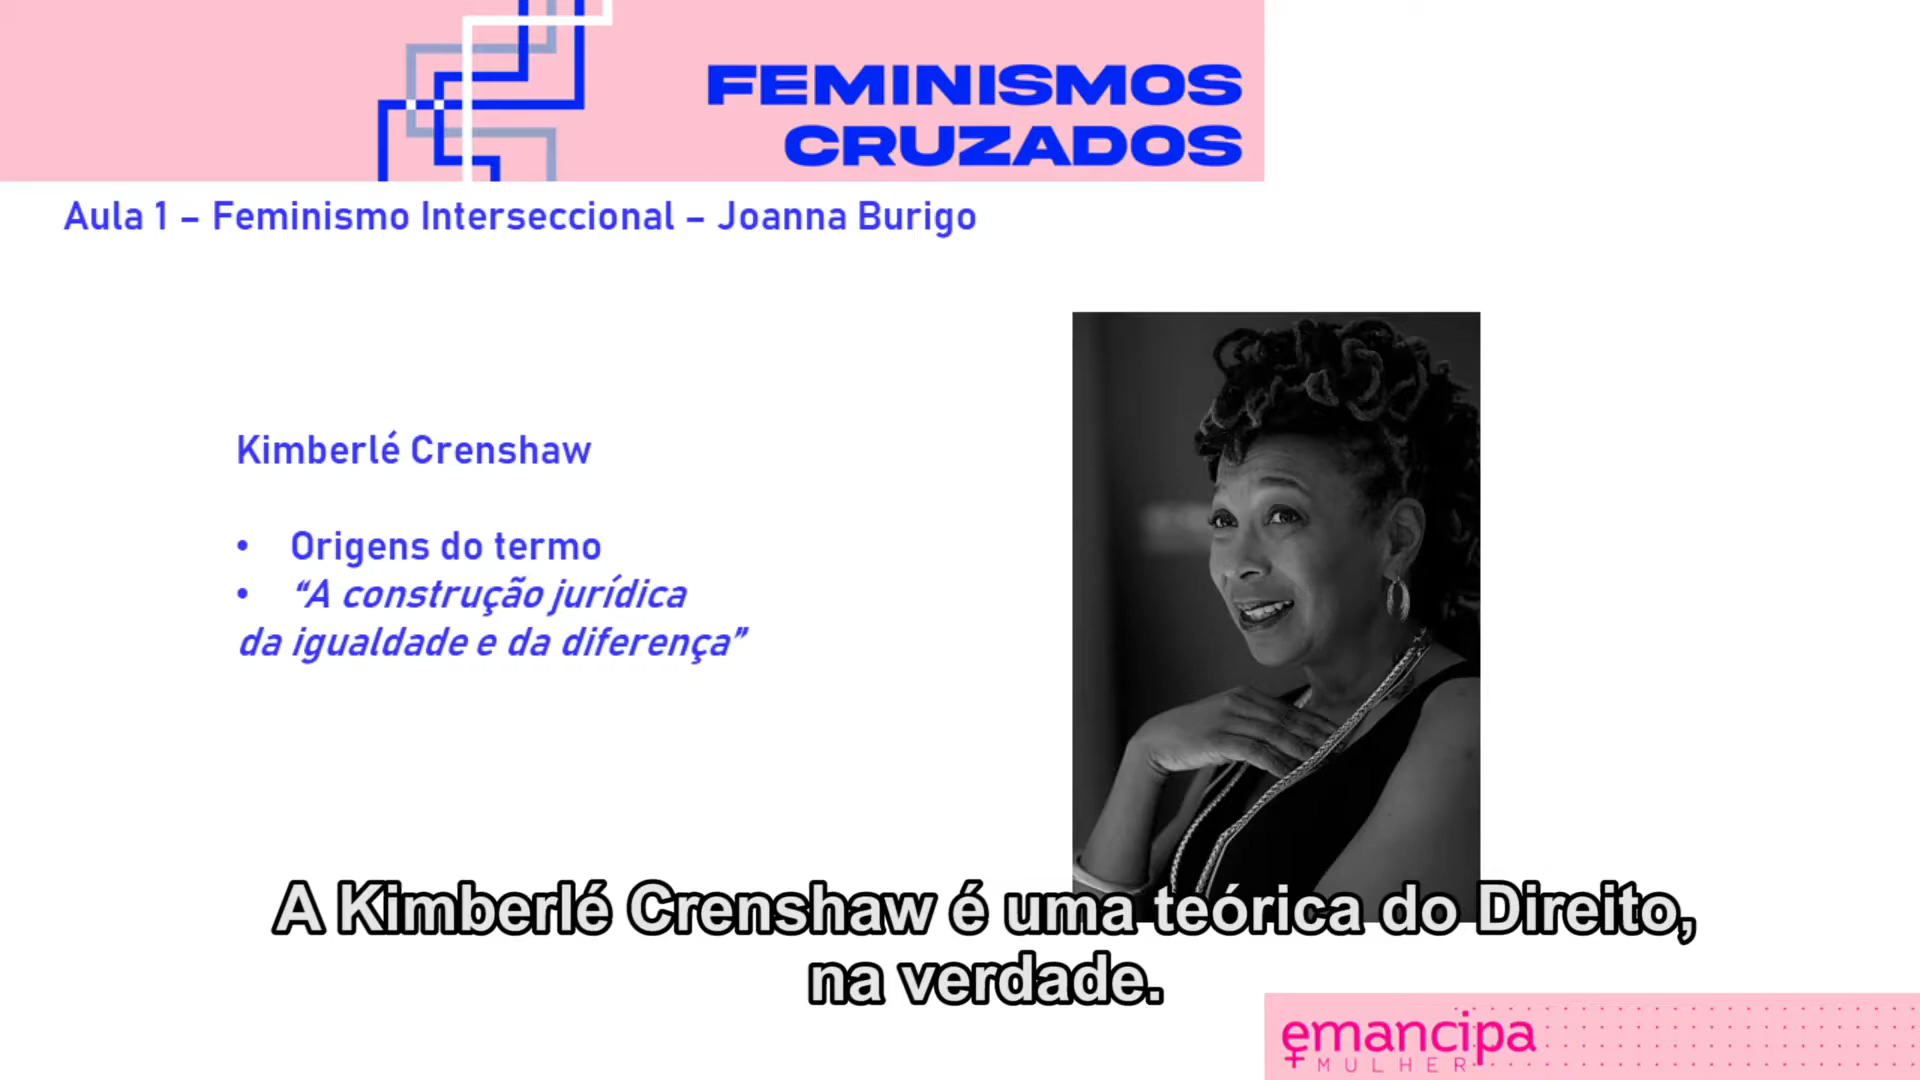 FEMINISMOS
CRUZADOS
Aula 1 – Feminismo Interseccional – Joanna Burigo
Kimberlé Crenshaw
• Origens do termo
• “A construção jurídica
da igualdade e da diferença”
A Kimberlé Crenshaw é uma teórica do Direito,
na verdade.
emancipa
MULHER